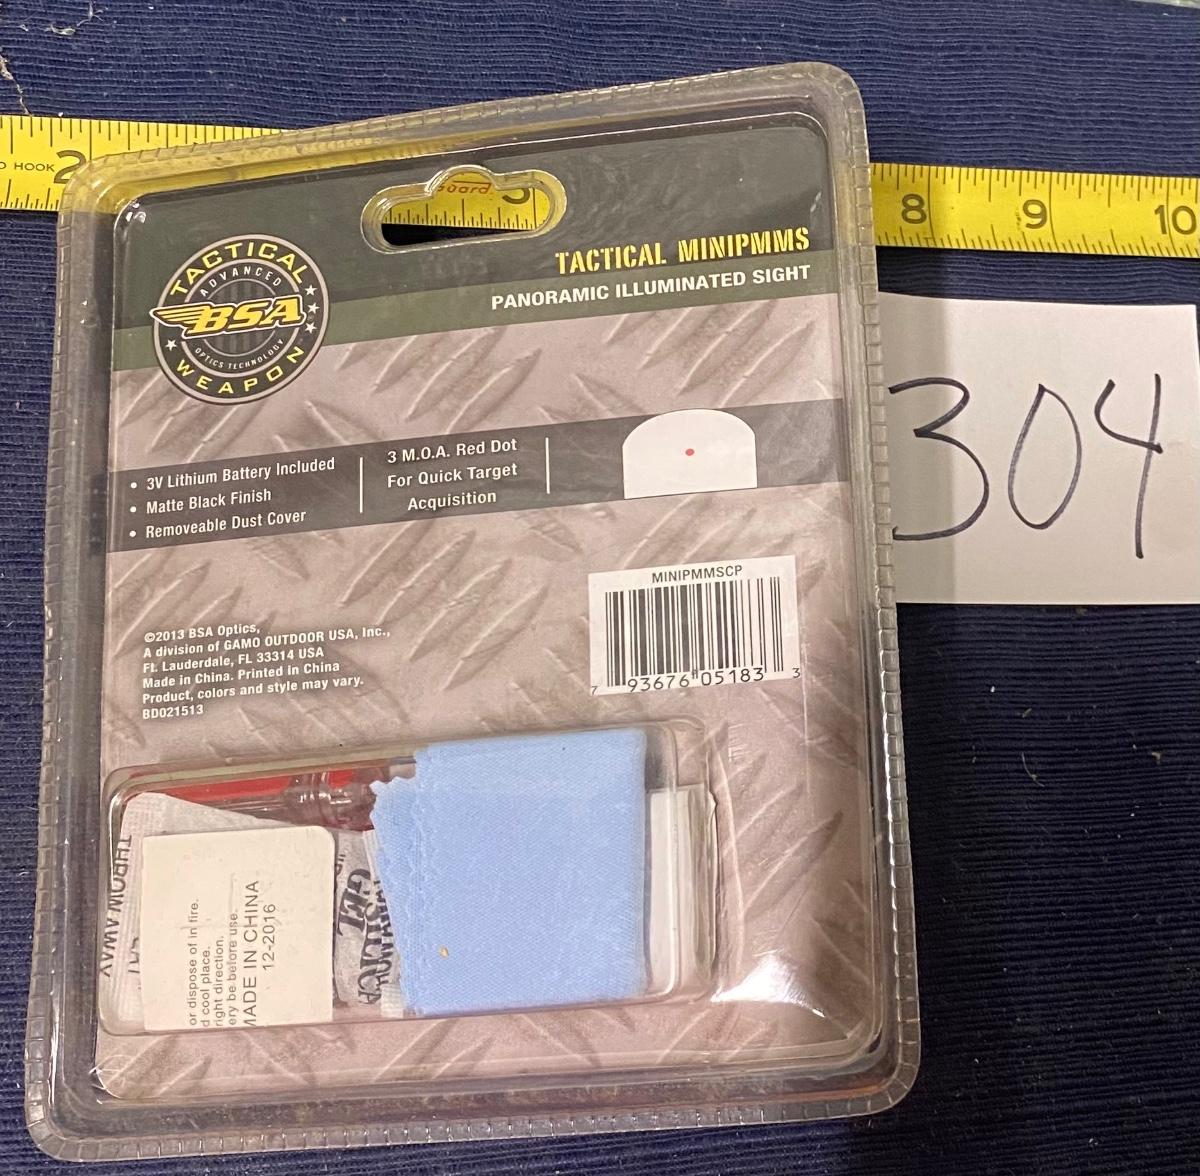 O HOOK 2
Guard 5
8 9 10
TACTICAL
ADVANCED
BSA
OPTICS TECHNOLOGY
WEAPON
TACTICAL MINIPMMS
PANORAMIC ILLUMINATED SIGHT
304
• 3V Lithium Battery Included
• Matte Black Finish
• Removeable Dust Cover
3 M.O.A. Red Dot
For Quick Target
Acquisition
MINIPMMSCP
7 93676 05183 3
©2013 BSA Optics,
A division of GAMO OUTDOOR USA, Inc.,
Ft. Lauderdale, FL 33314 USA
Made in China. Printed in China
Product, colors and style may vary.
BD021513
THROW AWAY
EAT
or dispose of in fire.
d cool place.
right direction.
ery be before use.
MADE IN CHINA
12-2016
SILICA
GEL